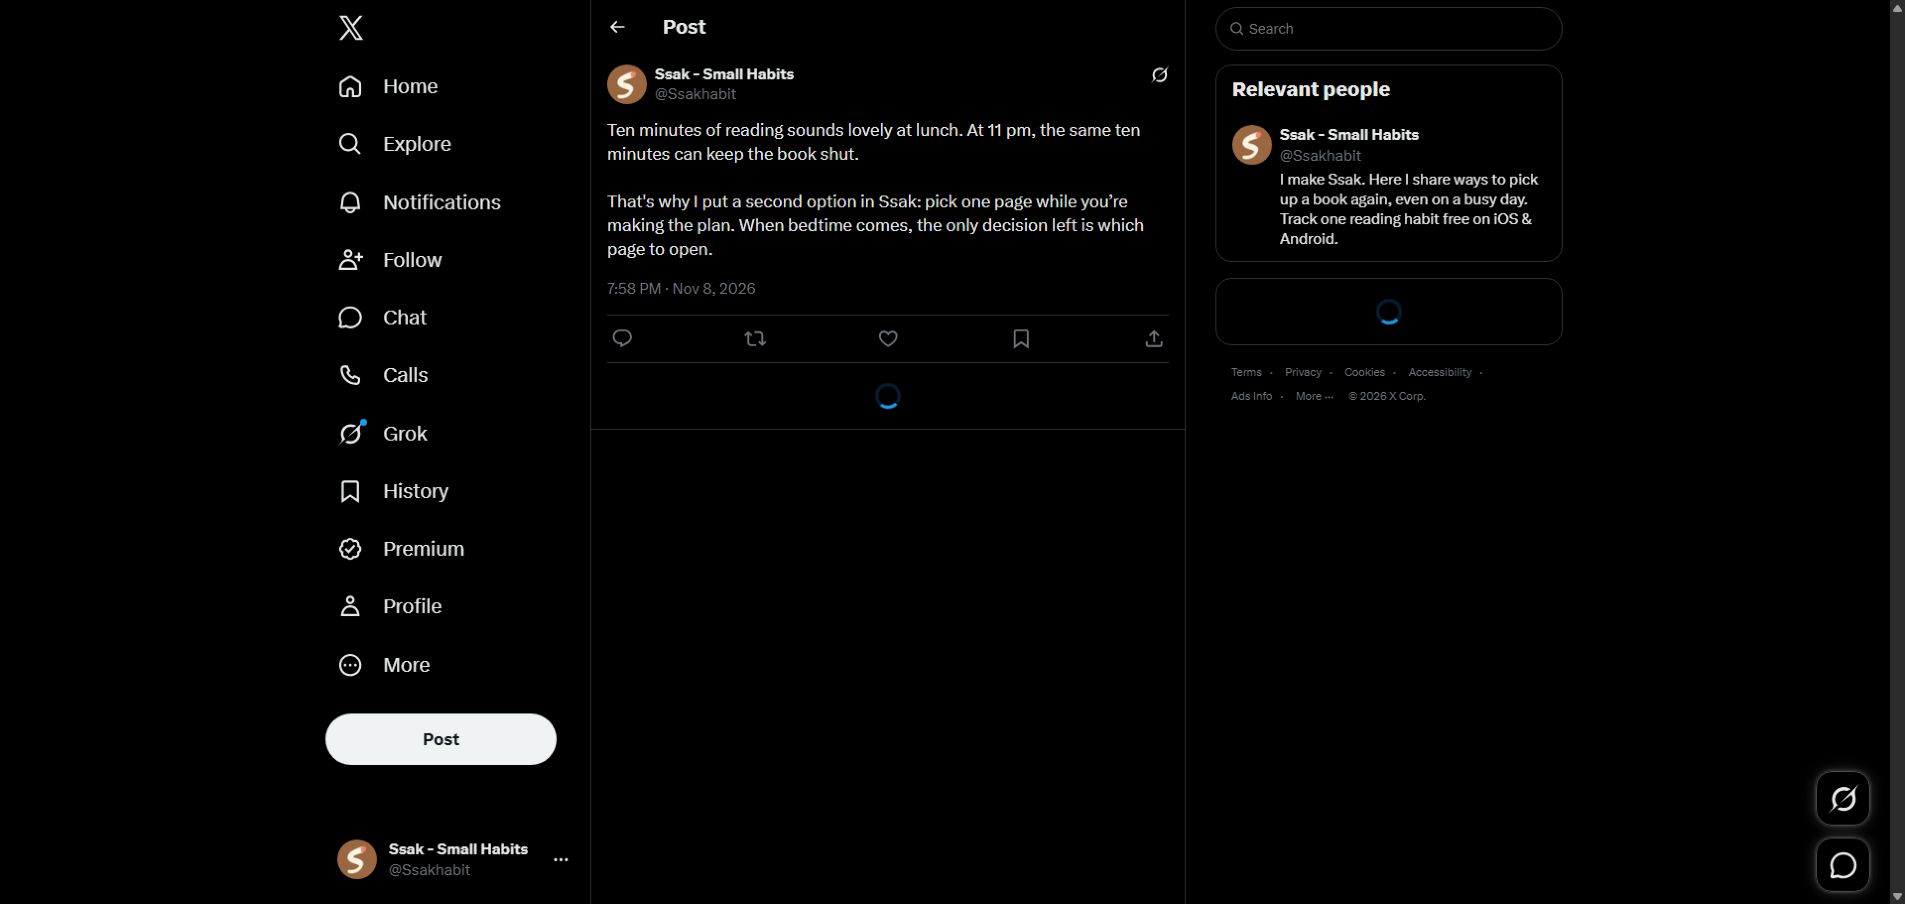 Home
Explore
Notifications
Follow
Chat
Calls
Grok
History
Premium
Profile
More
Post
Ssak - Small Habits
@Ssakhabit
Post
Ssak - Small Habits
@Ssakhabit
Ten minutes of reading sounds lovely at lunch. At 11 pm, the same ten
minutes can keep the book shut.
That's why I put a second option in Ssak: pick one page while you’re
making the plan. When bedtime comes, the only decision left is which
page to open.
7:58 PM · Nov 8, 2026
Search
Relevant people
Ssak - Small Habits
@Ssakhabit
I make Ssak. Here I share ways to pick
up a book again, even on a busy day.
Track one reading habit free on iOS &
Android.
Terms · Privacy · Cookies · Accessibility ·
Ads Info · More ··· © 2026 X Corp.